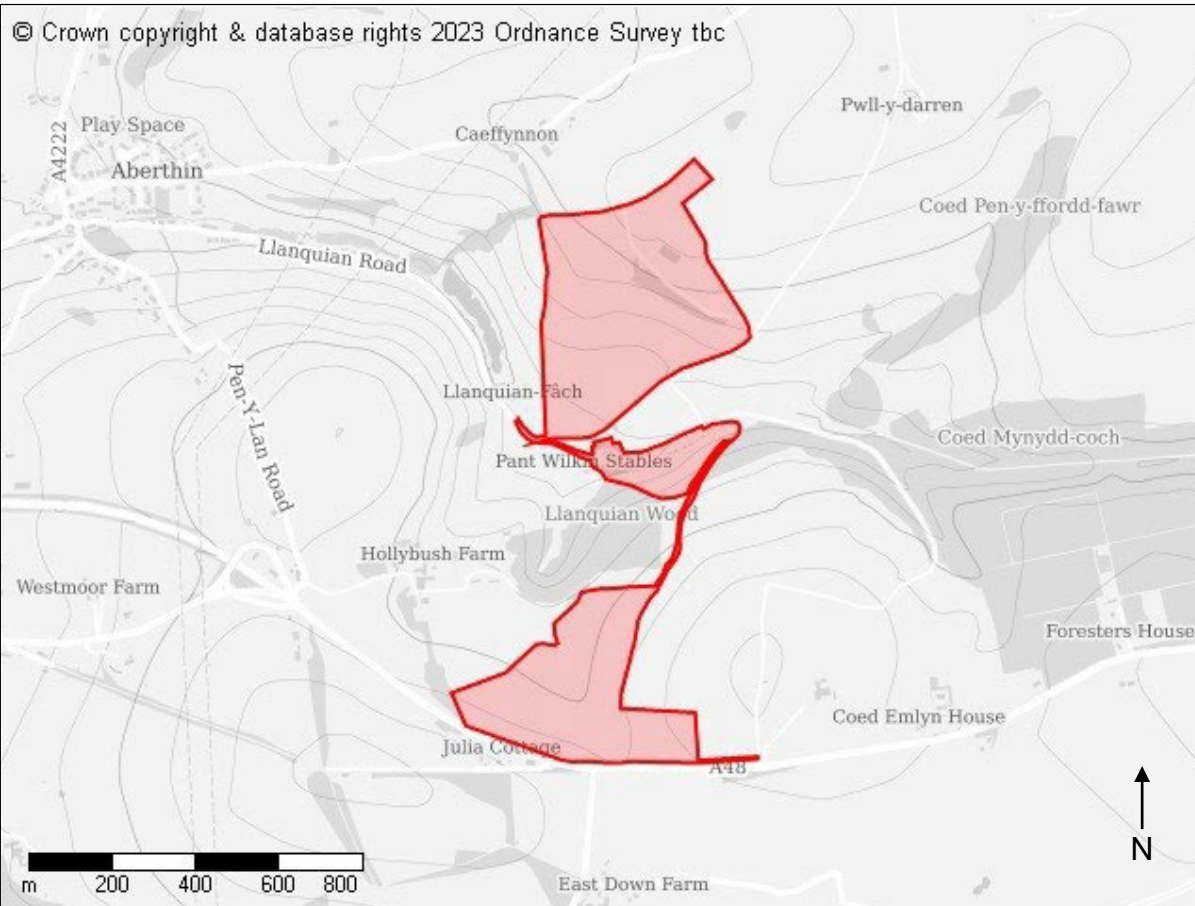 © Crown copyright & database rights 2023 Ordnance Survey tbc
Pwll-y-darren
Play Space
Caeffynnon
A4222
Aberthin
Coed Pen-y-ffordd-fawr
Llanquian Road
Llanquian-Fâch
Pen-Y-Lan Road
Coed Mynydd-coch
Pant Wilkin Stables
Llanquian Wood
Hollybush Farm
Westmoor Farm
Foresters House
Coed Emlyn House
Julia Cottage
A48
N
m 200 400 600 800
East Down Farm